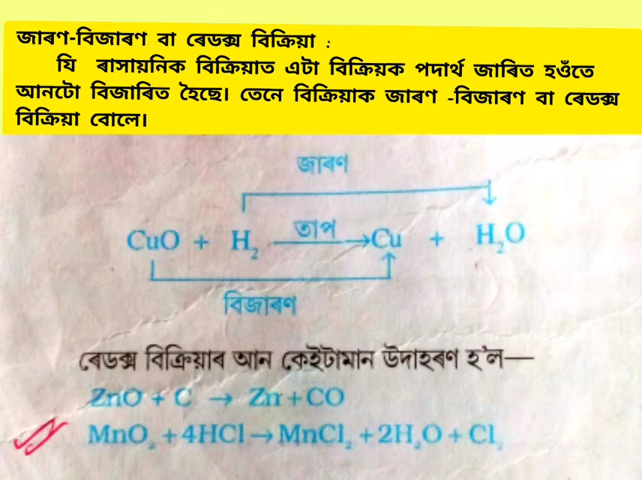 জাৰণ-বিজাৰণ বা ৰেডক্স বিক্ৰিয়া :
যি ৰাসায়নিক বিক্ৰিয়াত এটা বিক্ৰিয়ক পদাৰ্থ জাৰিত হওঁতে
আনটো বিজাৰিত হৈছে। তেনে বিক্ৰিয়াক জাৰণ -বিজাৰণ বা ৰেডক্স
বিক্ৰিয়া বোলে।
জাৰণ
CuO + H₂ —তাপ→ Cu + H₂O
বিজাৰণ
ৰেডক্স বিক্ৰিয়াৰ আন কেইটামান উদাহৰণ হ'ল—
ZnO + C → Zn + CO
MnO₂ + 4HCl → MnCl₂ + 2H₂O + Cl₂